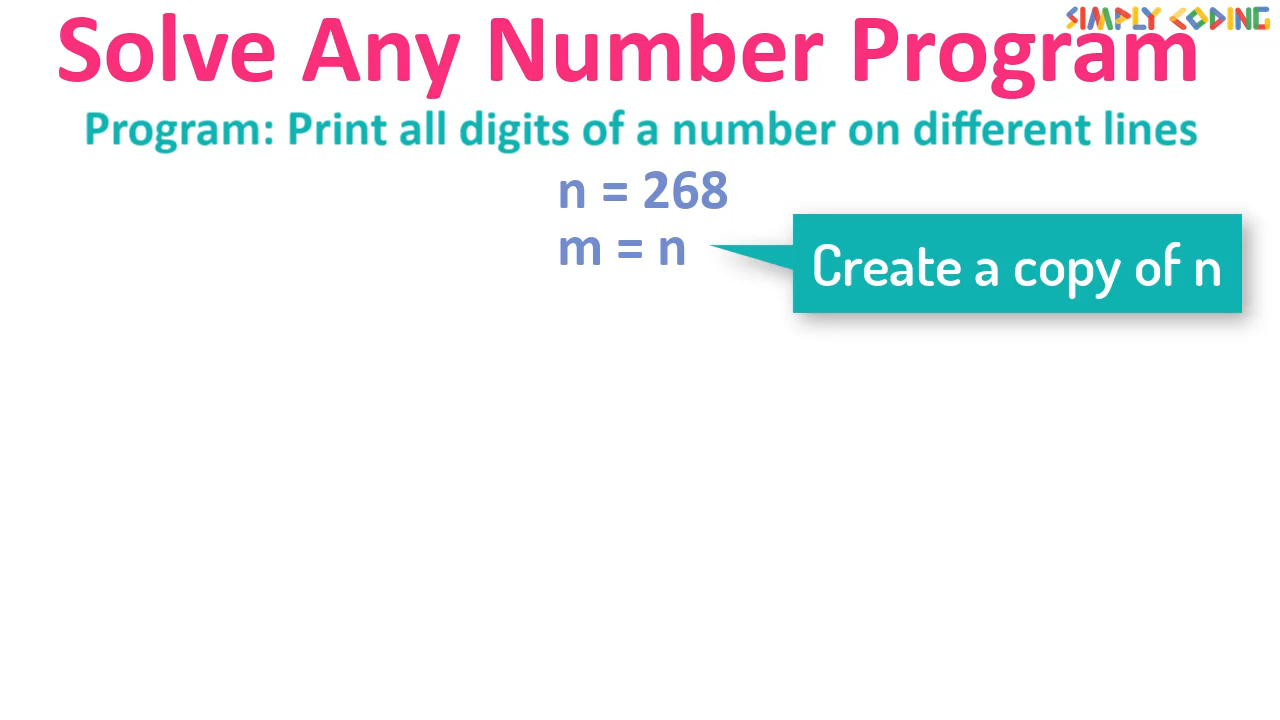 SIMPLY CODING
Solve Any Number Program
Program: Print all digits of a number on different lines
n = 268
m = n
Create a copy of n